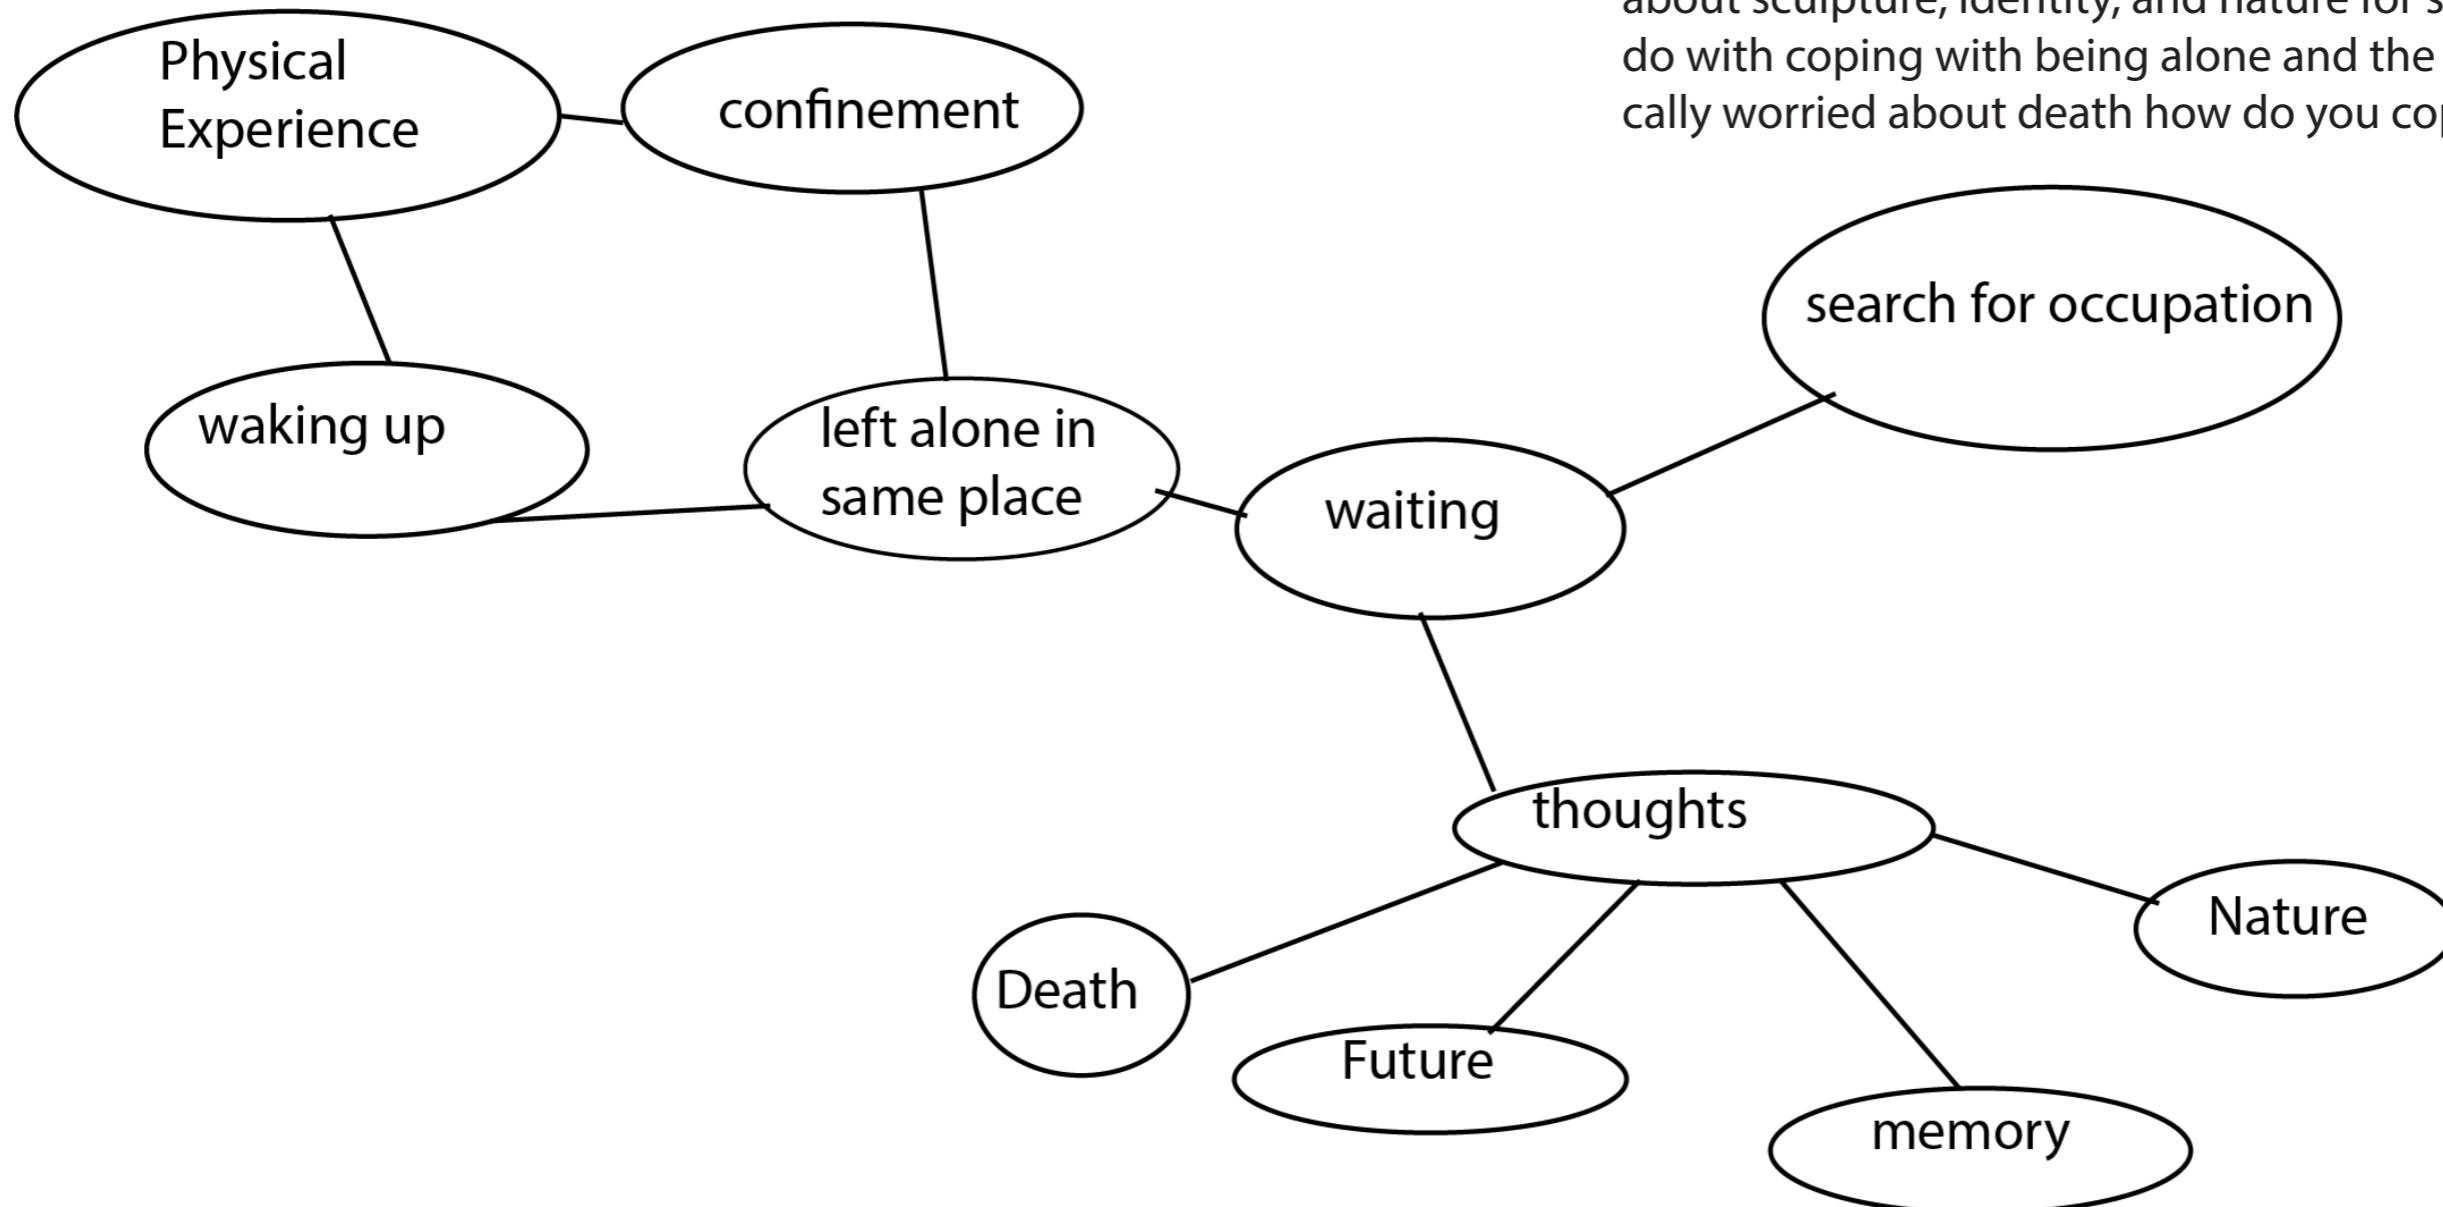 about sculpture, identity, and nature for
do with coping with being alone and the
cally worried about death how do you
Physical
Experience
confinement
search for occupation
waking up
left alone in
same place
waiting
thoughts
Nature
Death
Future
memory